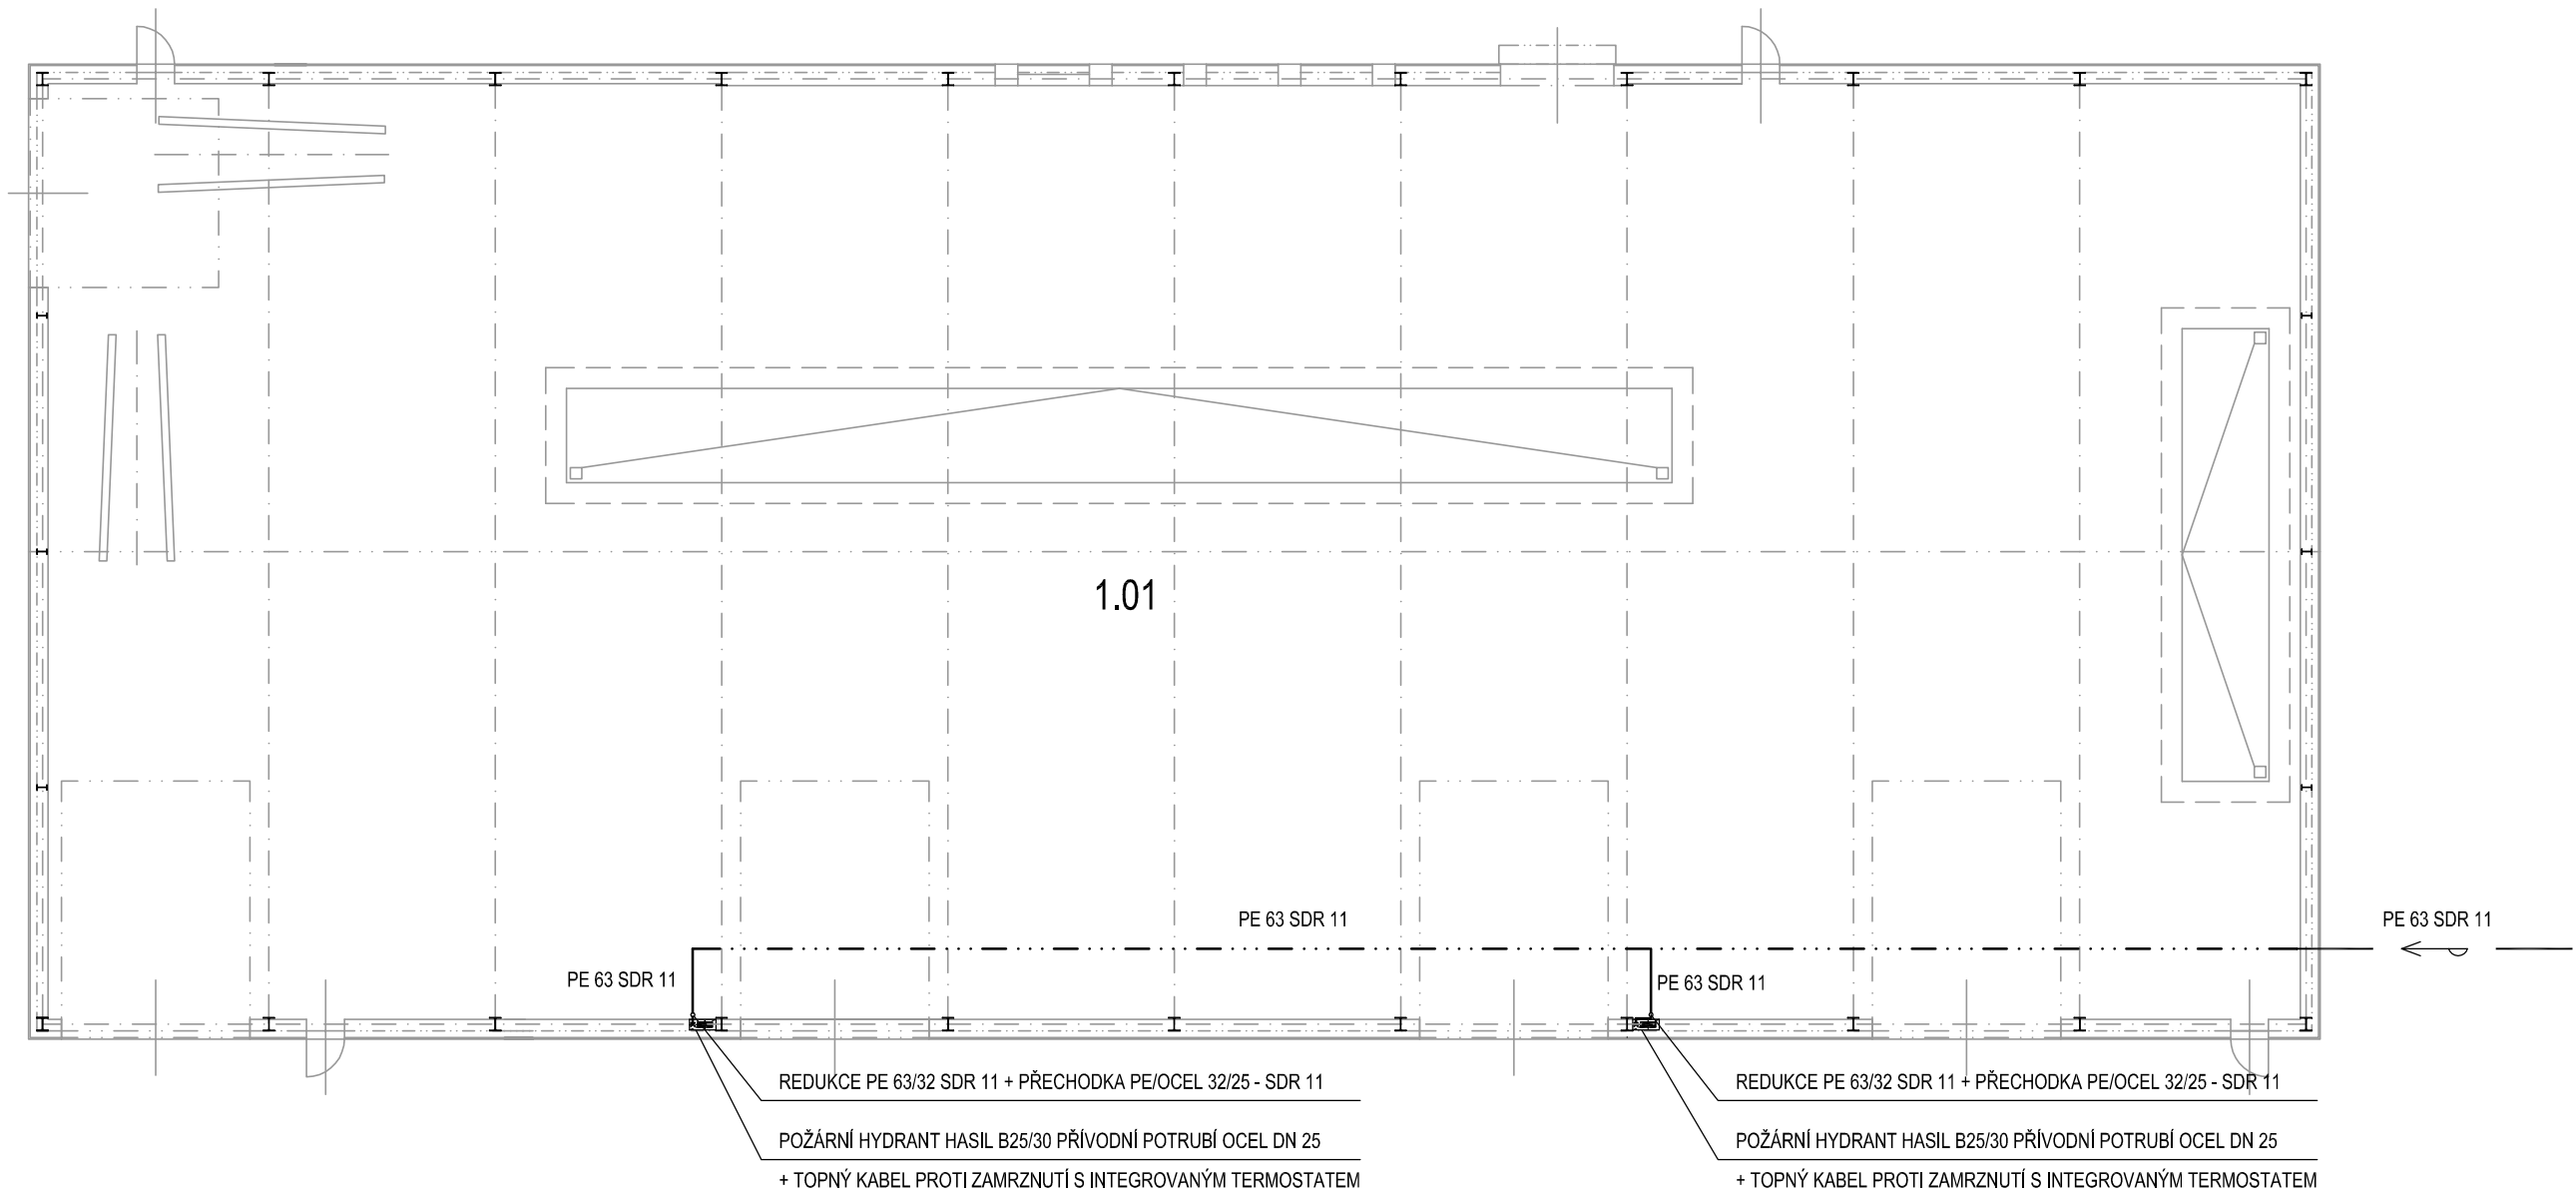 1.01
PE 63 SDR 11
PE 63 SDR 11
PE 63 SDR 11
PE 63 SDR 11
REDUKCE PE 63/32 SDR 11 + PŘECHODKA PE/OCEL 32/25 - SDR 11
POŽÁRNÍ HYDRANT HASIL B25/30 PŘÍVODNÍ POTRUBÍ OCEL DN 25
+ TOPNÝ KABEL PROTI ZAMRZNUTÍ S INTEGROVANÝM TERMOSTATEM
REDUKCE PE 63/32 SDR 11 + PŘECHODKA PE/OCEL 32/25 - SDR 11
POŽÁRNÍ HYDRANT HASIL B25/30 PŘÍVODNÍ POTRUBÍ OCEL DN 25
+ TOPNÝ KABEL PROTI ZAMRZNUTÍ S INTEGROVANÝM TERMOSTATEM